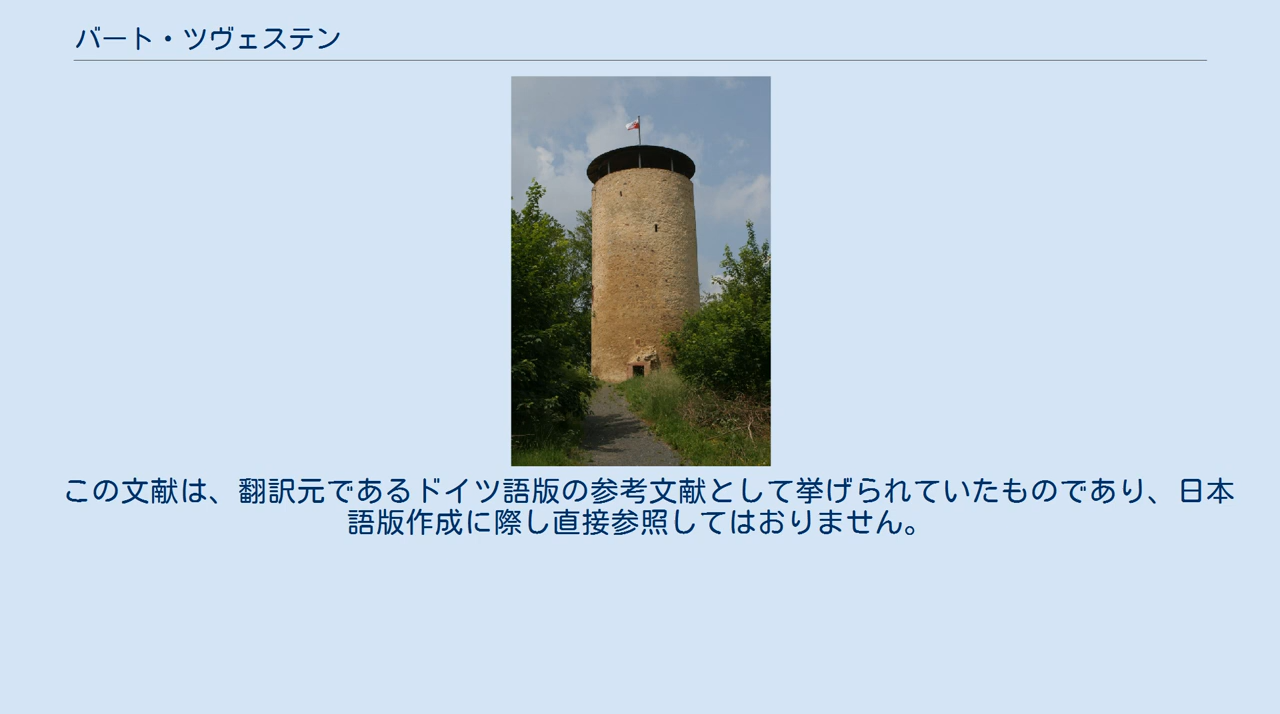 バート・ツヴェステン
この文献は、翻訳元であるドイツ語版の参考文献として挙げられていたものであり、日本
語版作成に際し直接参照してはおりません。